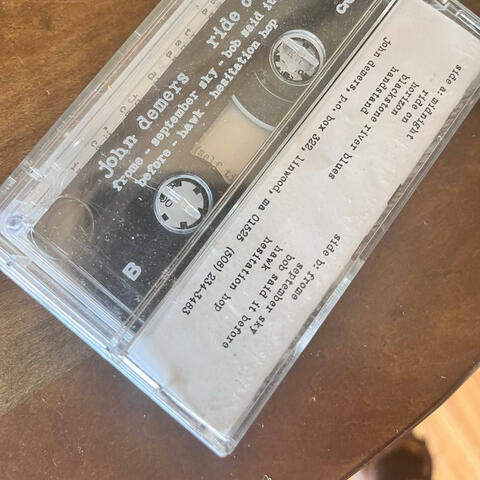 john demers ride o
frome - september sky - bob said it
before - hawk - hesitation hop
B
side a: midnight
ride on
horizon
blackstone river blues
handstand
john demers, p.o. box 322, linwood, ma 01525 (508) 234-3483
side b: frome
september sky
bob said it before
hawk
hesitation hop